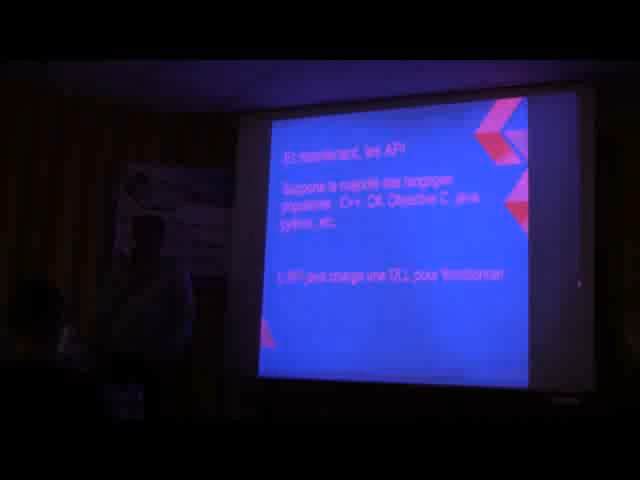 Et maintenant, les API
Supporte la majorité des langages
populaires : C++, C#, Objective C, java,
python, etc.
L'API peut charge une DLL pour fonctionner